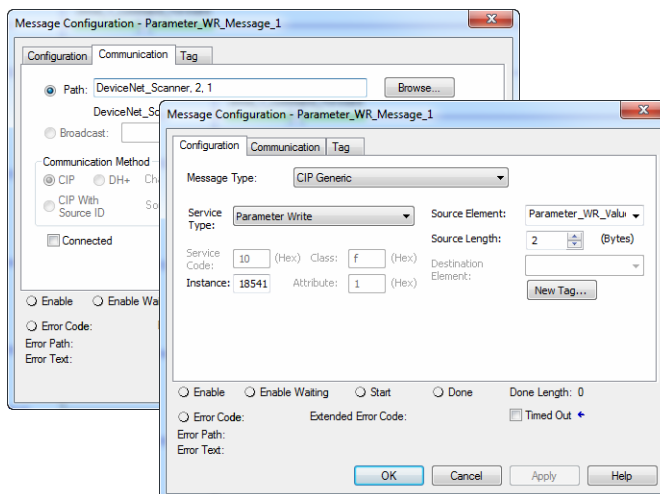 Message Configuration - Parameter_WR_Message_1
Configuration Communication Tag
Path: DeviceNet_Scanner, 2, 1 Browse...
Broadcast:
Communication Method
CIP DH+
CIP With
Source ID
Connected
Enable
Error Code:
Error Path:
Error Text:
Message Configuration - Parameter_WR_Message_1
Configuration Communication Tag
Message Type: CIP Generic
Service
Type: Parameter Write
Source Element: Parameter_WR_Valu
Source Length: 2 (Bytes)
Service
Code: 10 (Hex) Class: f (Hex)
Destination
Element:
Instance: 18541 Attribute: 1 (Hex)
New Tag...
Enable Enable Waiting Start Done Done Length: 0
Error Code: Extended Error Code: Timed Out
Error Path:
Error Text:
OK Cancel Apply Help